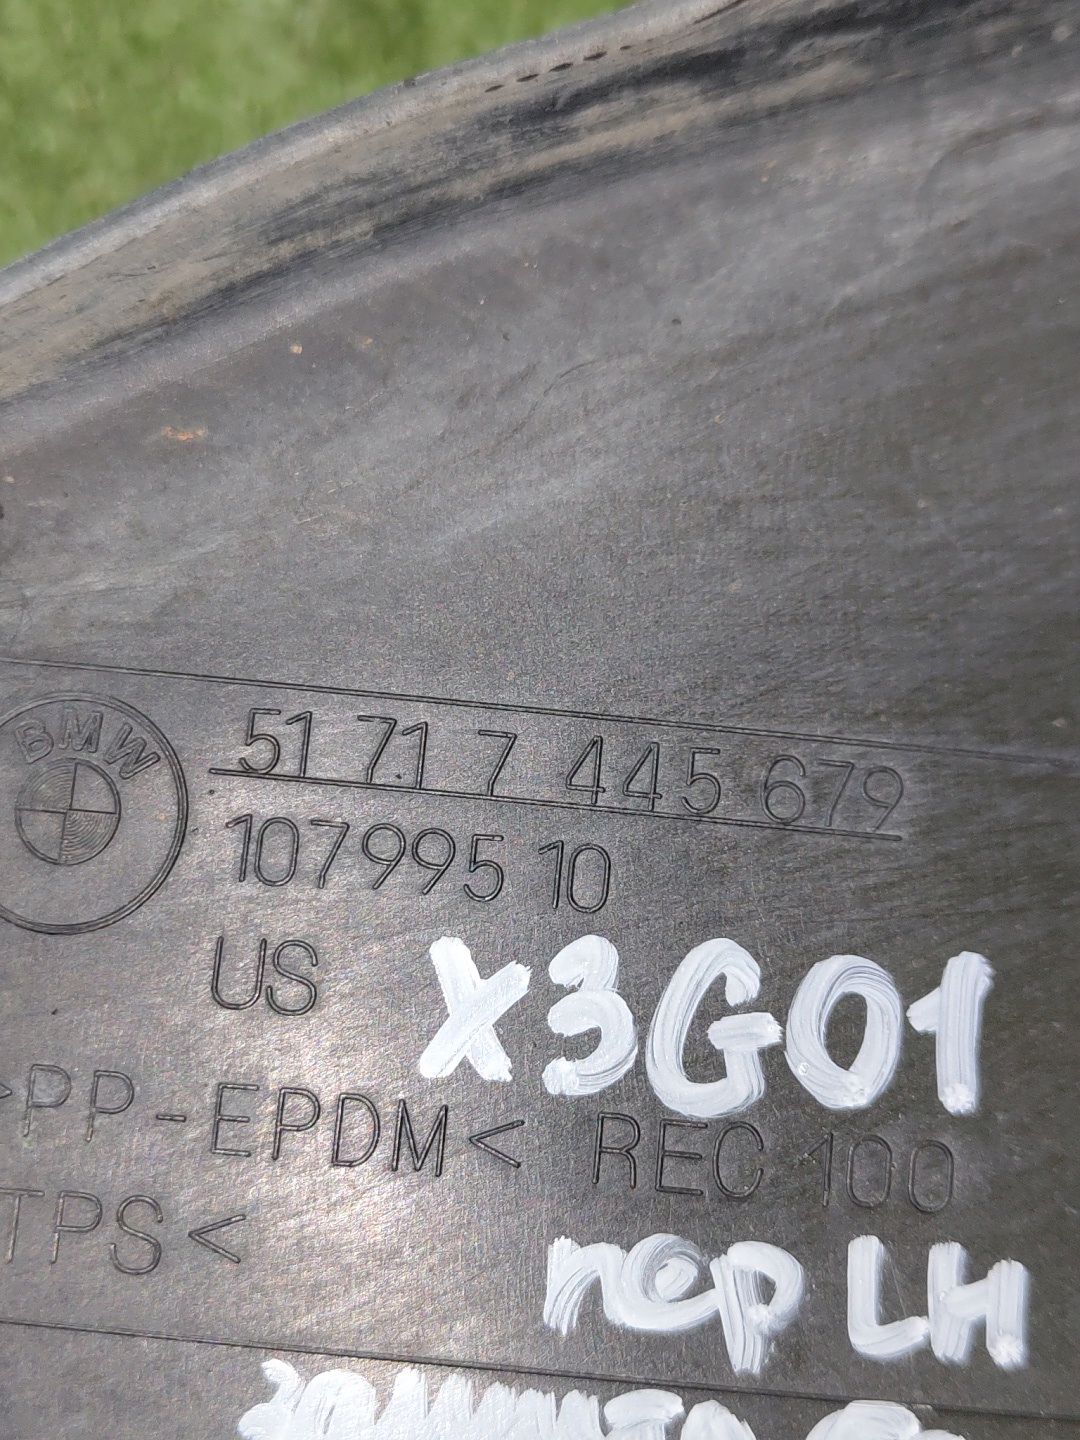 BMW
51 71 7 445 679
107995 10
US
X3G01
>PP-EPDM< REC 100
TPS<
пер LH